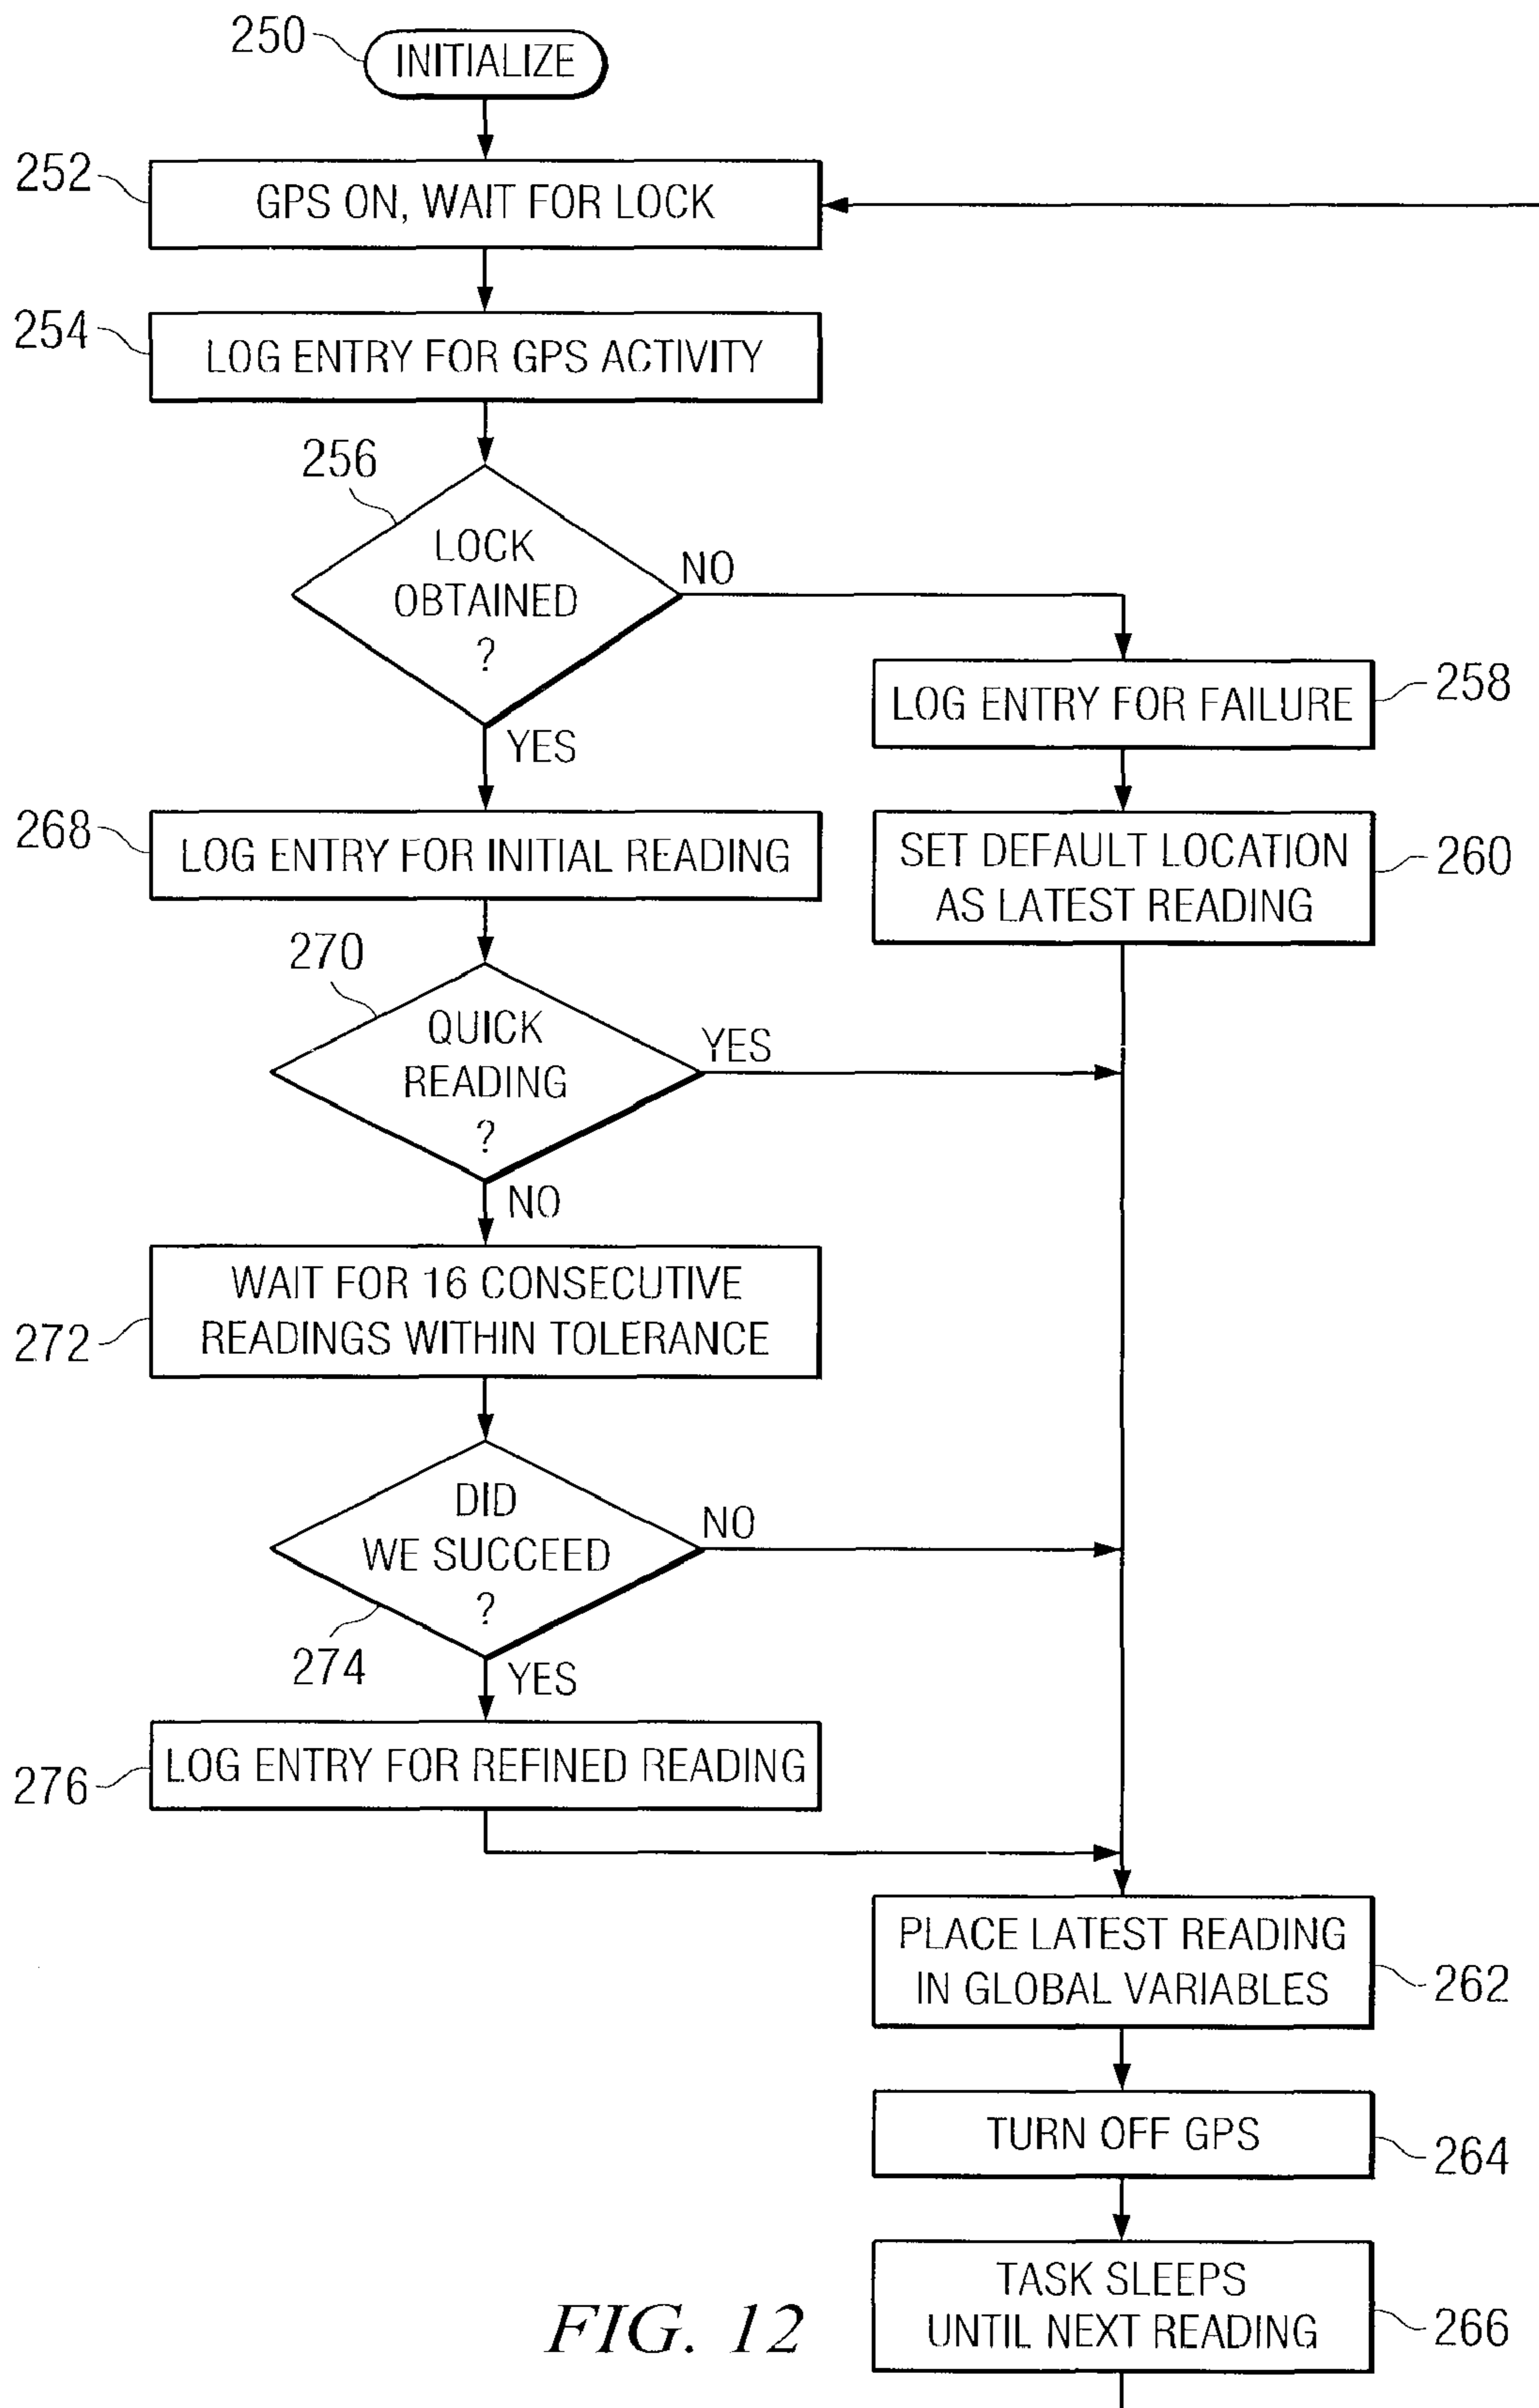 250
INITIALIZE
252
GPS ON, WAIT FOR LOCK
254
LOG ENTRY FOR GPS ACTIVITY
256
LOCK
OBTAINED
?
NO
YES
258
LOG ENTRY FOR FAILURE
268
LOG ENTRY FOR INITIAL READING
SET DEFAULT LOCATION
AS LATEST READING
260
270
QUICK
READING
?
YES
NO
272
WAIT FOR 16 CONSECUTIVE
READINGS WITHIN TOLERANCE
DID
WE SUCCEED
?
NO
274
YES
276
LOG ENTRY FOR REFINED READING
PLACE LATEST READING
IN GLOBAL VARIABLES
262
TURN OFF GPS
264
TASK SLEEPS
UNTIL NEXT READING
266
FIG. 12